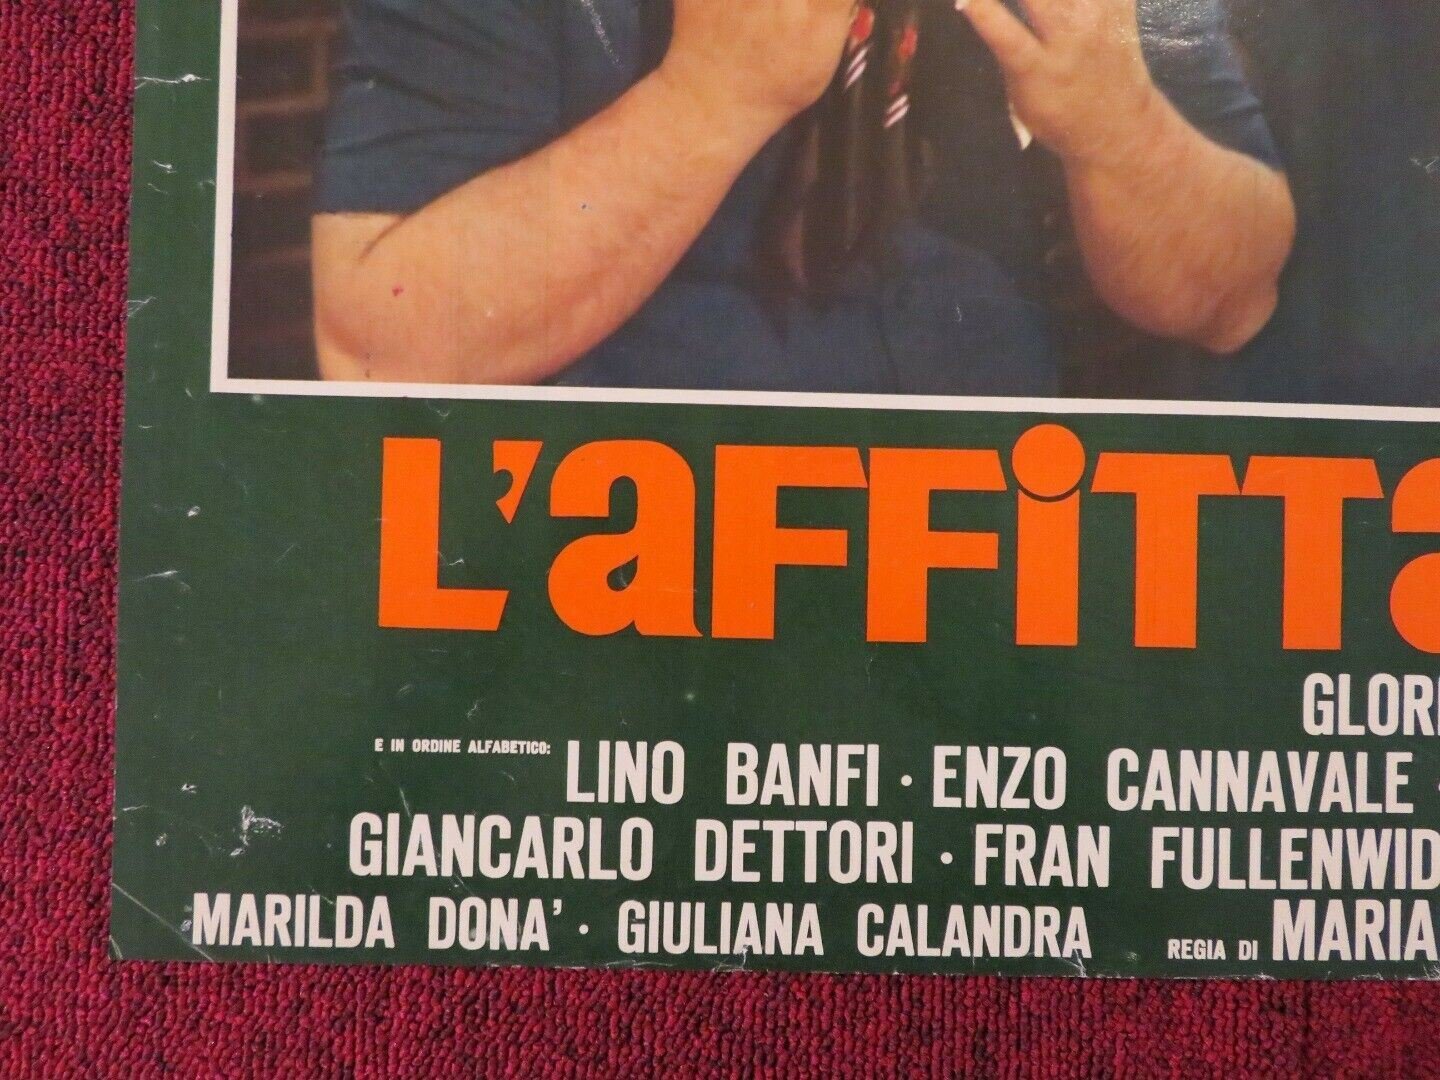 L'AFFITTA
GLORI
E IN ORDINE ALFABETICO: LINO BANFI · ENZO CANNAVALE ·
GIANCARLO DETTORI · FRAN FULLENWID
MARILDA DONA' · GIULIANA CALANDRA REGIA DI MARIA